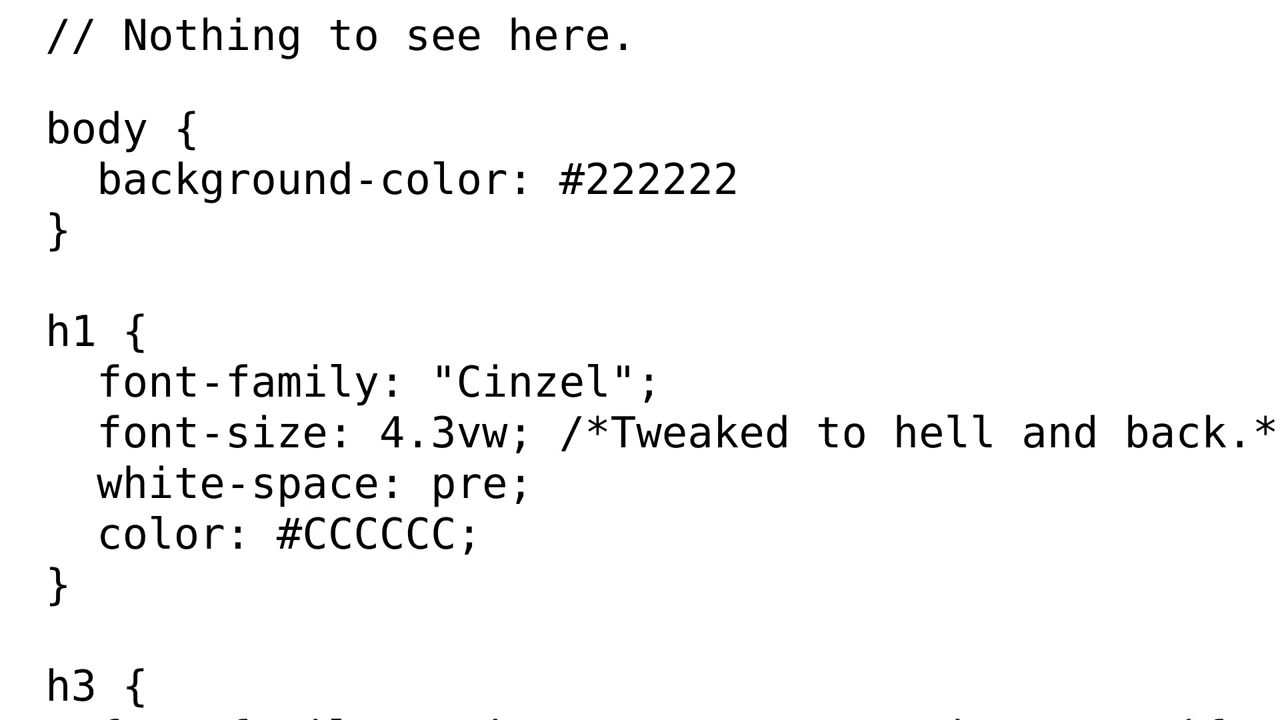 // Nothing to see here.

body {
  background-color: #222222
}

h1 {
  font-family: "Cinzel";
  font-size: 4.3vw; /*Tweaked to hell and back.*
  white-space: pre;
  color: #CCCCCC;
}

h3 {